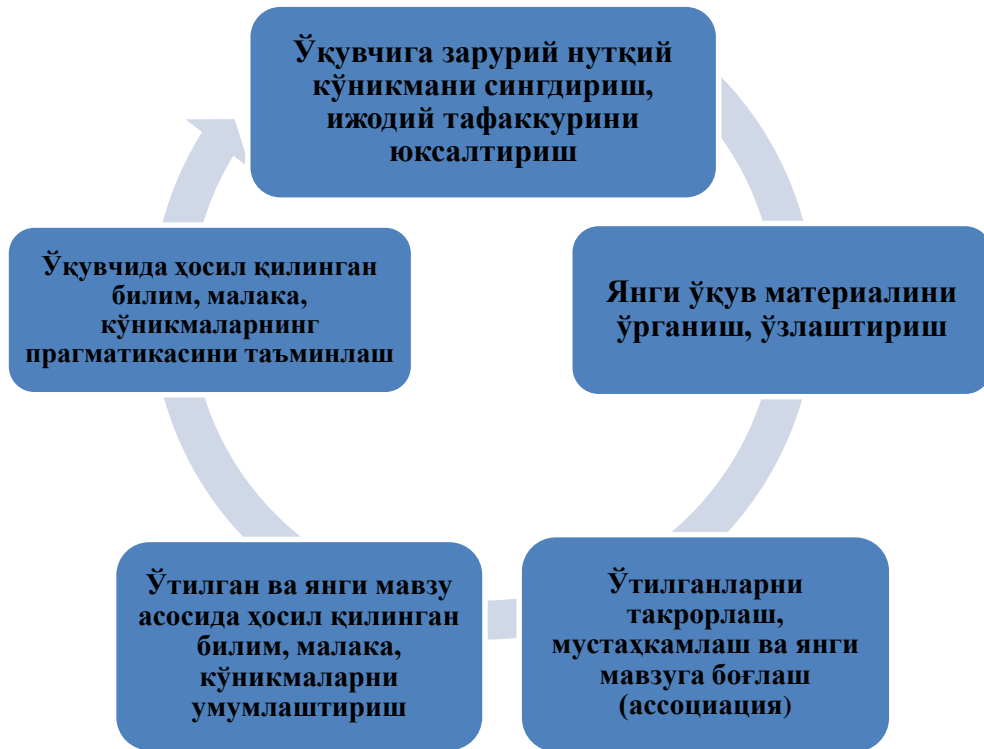 Ўқувчига зарурий нутқий
кўникмани сингдириш,
ижодий тафаккурини
юксалтириш
Янги ўқув материалини
ўрганиш, ўзлаштириш
Ўтилганларни
такрорлаш,
мустаҳкамлаш ва янги
мавзуга боғлаш
(ассоциация)
Ўтилган ва янги мавзу
асосида ҳосил қилинган
билим, малака,
кўникмаларни
умумлаштириш
Ўқувчида ҳосил қилинган
билим, малака,
кўникмаларнинг
прагматикасини таъминлаш